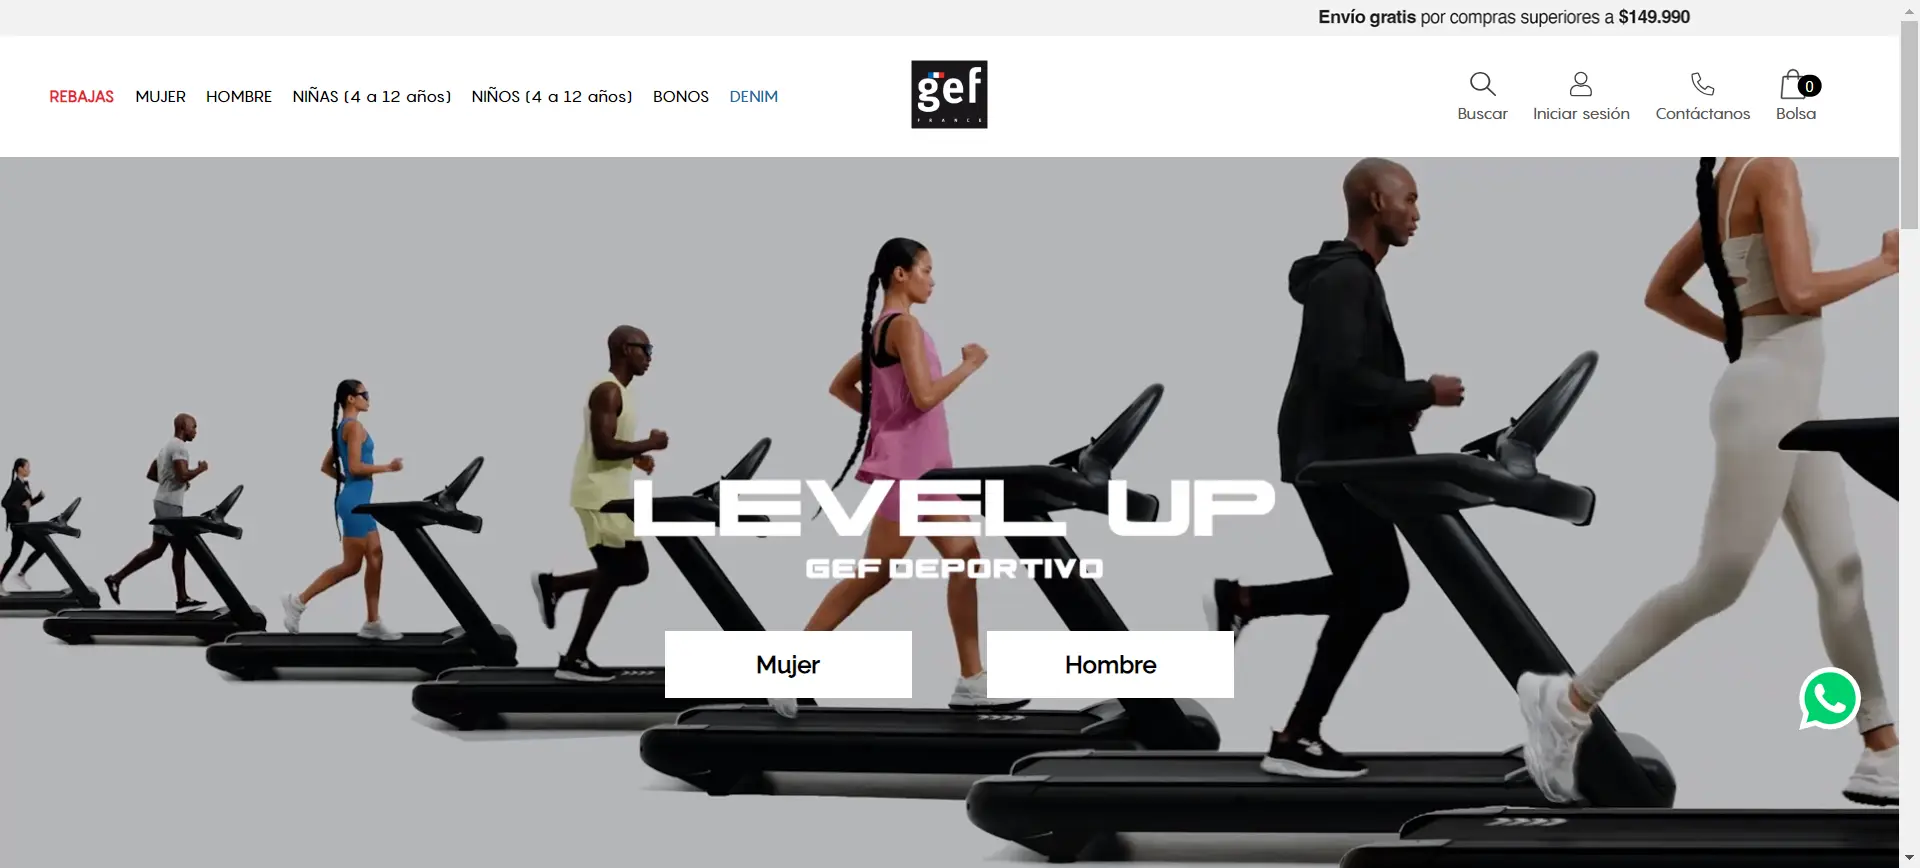 Envío gratis por compras superiores a $149.990
REBAJAS MUJER HOMBRE NIÑAS (4 a 12 años) NIÑOS (4 a 12 años) BONOS DENIM
gef
FRANCE
Buscar Iniciar sesión Contáctanos 0 Bolsa
LEVEL UP
GEF DEPORTIVO
Mujer Hombre